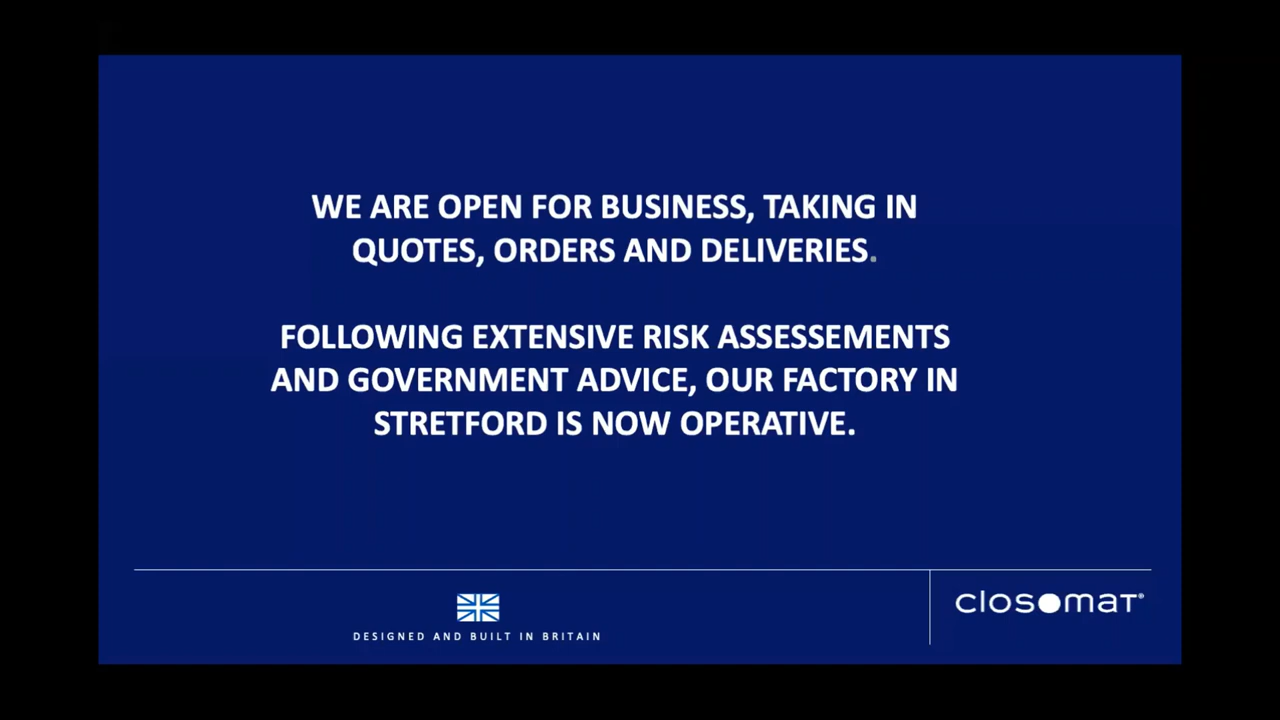 WE ARE OPEN FOR BUSINESS, TAKING IN
QUOTES, ORDERS AND DELIVERIES.
FOLLOWING EXTENSIVE RISK ASSESSEMENTS
AND GOVERNMENT ADVICE, OUR FACTORY IN
STRETFORD IS NOW OPERATIVE.
DESIGNED AND BUILT IN BRITAIN
closomat®